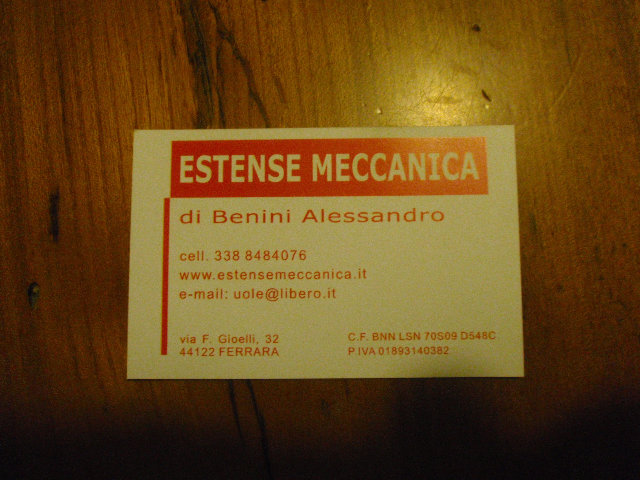 ESTENSE MECCANICA
di Benini Alessandro
cell. 338 8484076
www.estensemeccanica.it
e-mail: uole@libero.it
via F. Gioelli, 32
44122 FERRARA
C.F. BNN LSN 70S09 D548C
P.IVA 01893140382